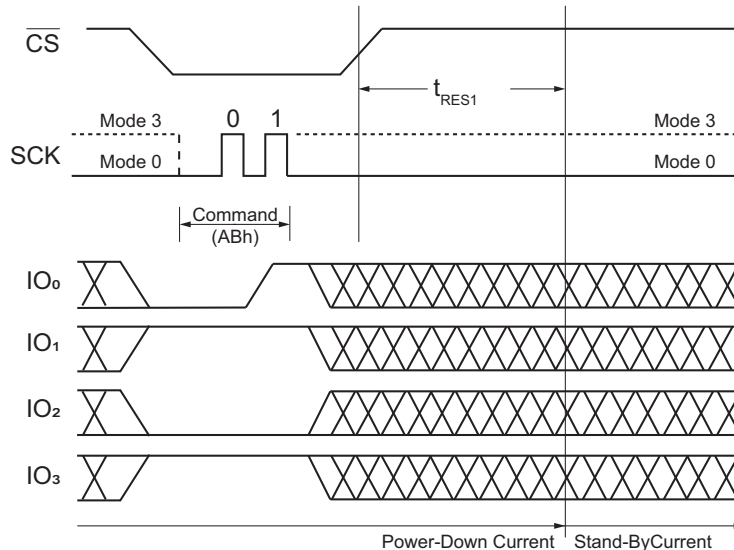 CS
tRES1
Mode 3 0 1 Mode 3
SCK
Mode 0 Mode 0
Command
(ABh)
IO₀
IO₁
IO₂
IO₃
Power-Down Current Stand-ByCurrent